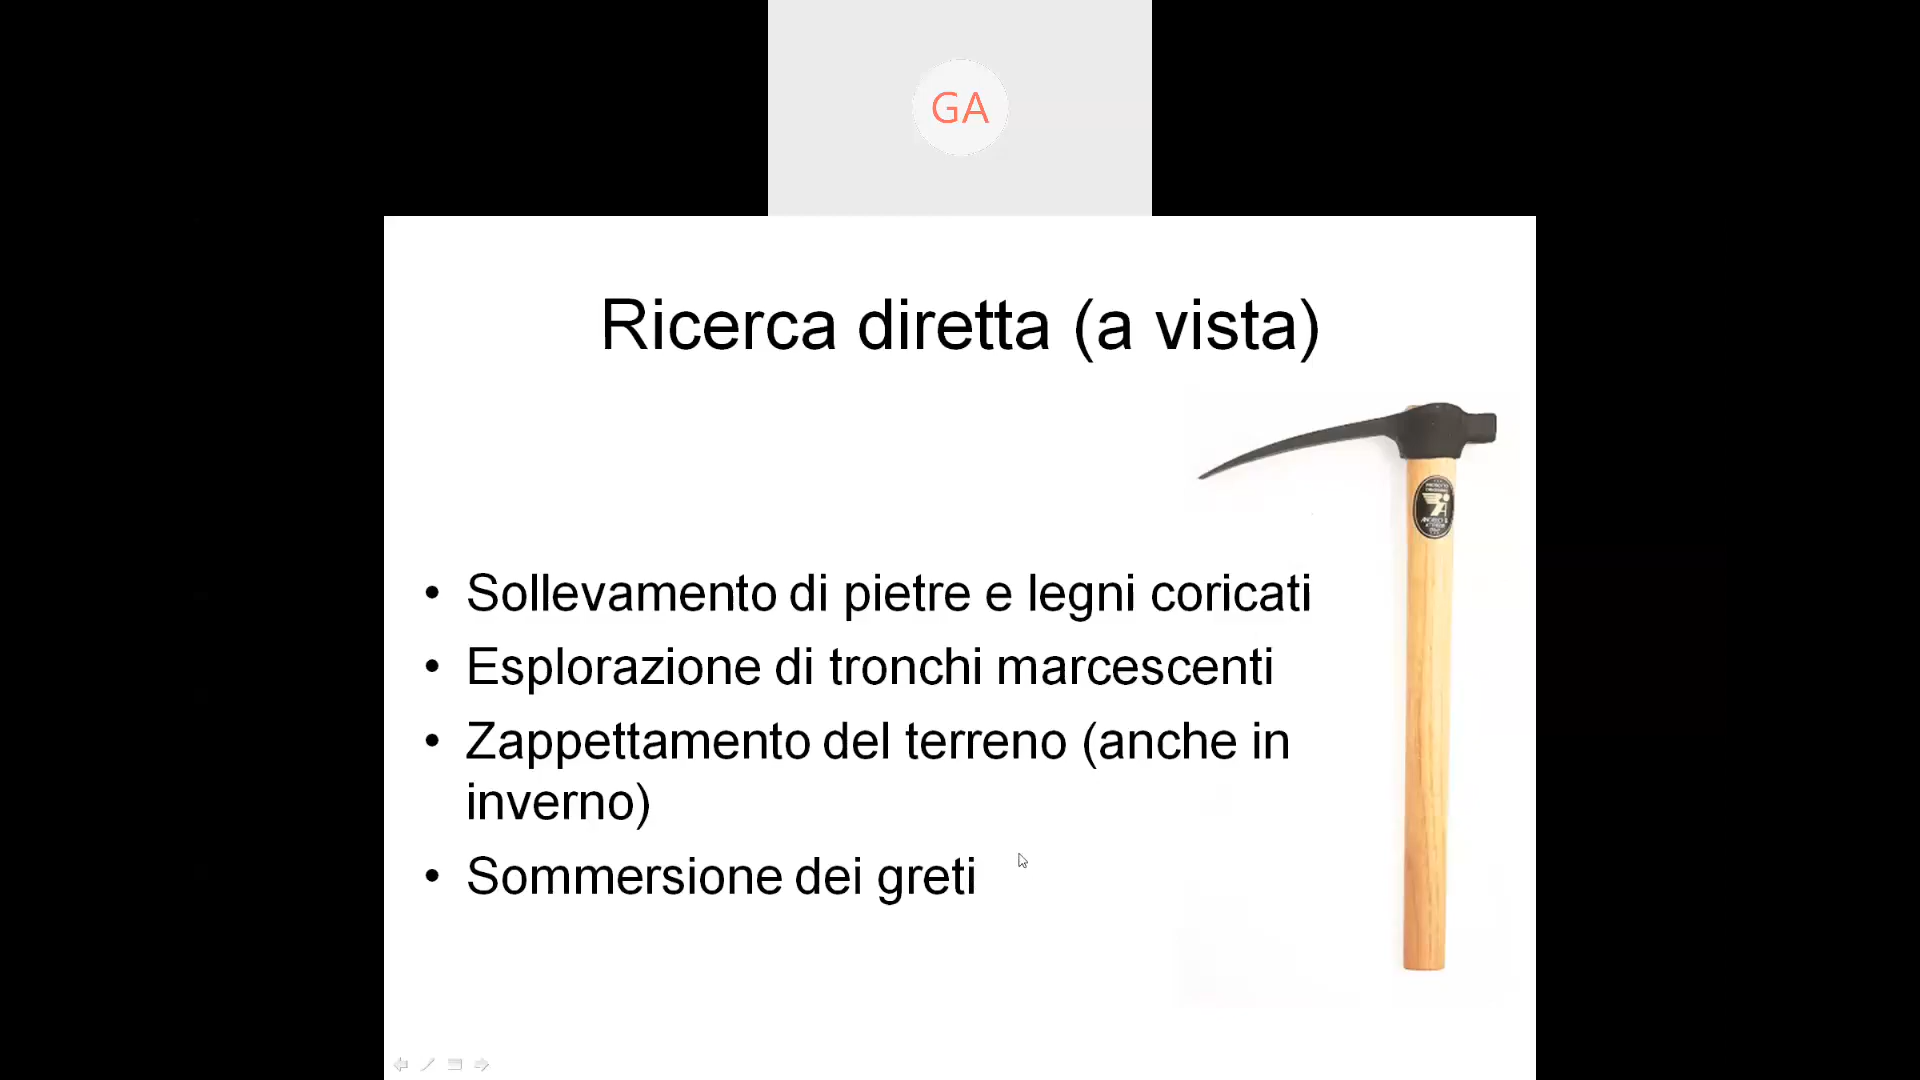 GA
Ricerca diretta (a vista)
• Sollevamento di pietre e legni coricati
• Esplorazione di tronchi marcescenti
• Zappettamento del terreno (anche in
inverno)
• Sommersione dei greti